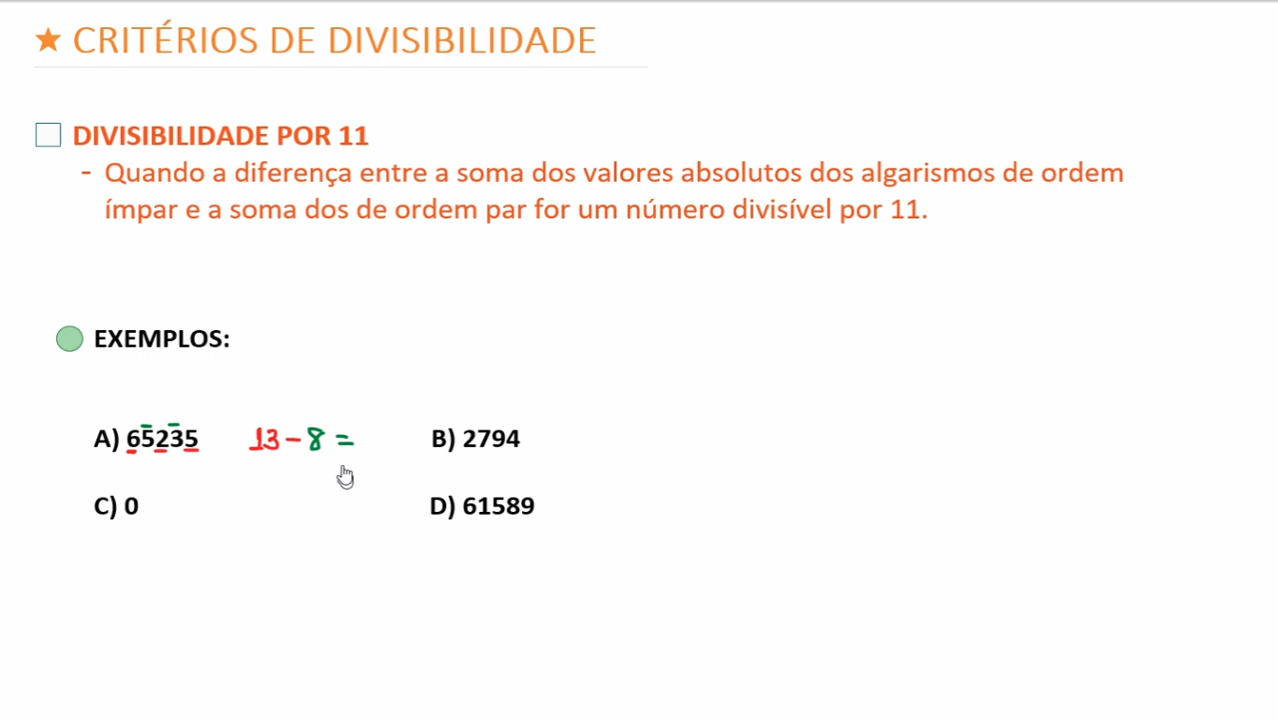 CRITÉRIOS DE DIVISIBILIDADE
DIVISIBILIDADE POR 11
- Quando a diferença entre a soma dos valores absolutos dos algarismos de ordem
ímpar e a soma dos de ordem par for um número divisível por 11.
EXEMPLOS:
A) 65235 13 - 8 = B) 2794
C) 0 D) 61589